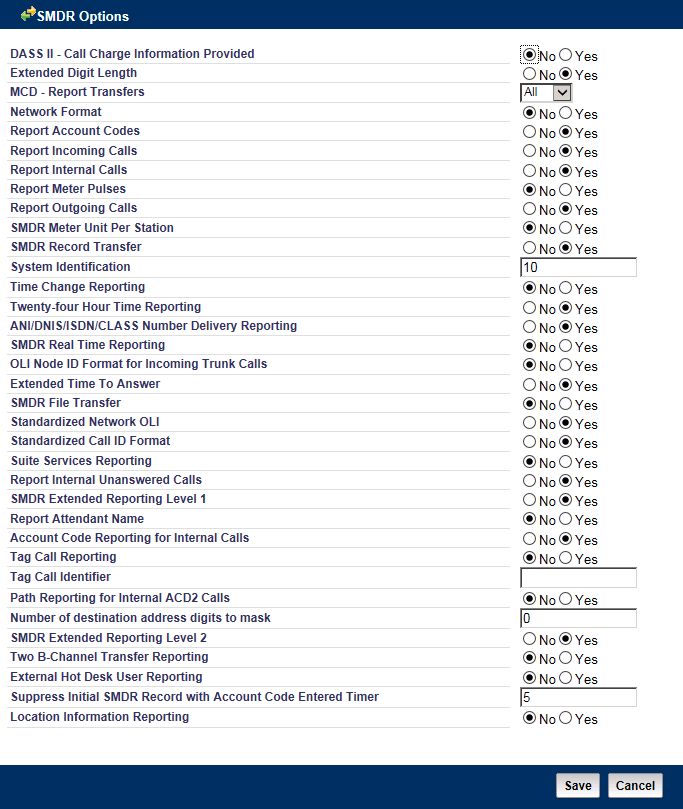 SMDR Options
DASS II - Call Charge Information Provided No Yes
Extended Digit Length No Yes
MCD - Report Transfers All
Network Format No Yes
Report Account Codes No Yes
Report Incoming Calls No Yes
Report Internal Calls No Yes
Report Meter Pulses No Yes
Report Outgoing Calls No Yes
SMDR Meter Unit Per Station No Yes
SMDR Record Transfer No Yes
System Identification 10
Time Change Reporting No Yes
Twenty-four Hour Time Reporting No Yes
ANI/DNIS/ISDN/CLASS Number Delivery Reporting No Yes
SMDR Real Time Reporting No Yes
OLI Node ID Format for Incoming Trunk Calls No Yes
Extended Time To Answer No Yes
SMDR File Transfer No Yes
Standardized Network OLI No Yes
Standardized Call ID Format No Yes
Suite Services Reporting No Yes
Report Internal Unanswered Calls No Yes
SMDR Extended Reporting Level 1 No Yes
Report Attendant Name No Yes
Account Code Reporting for Internal Calls No Yes
Tag Call Reporting No Yes
Tag Call Identifier
Path Reporting for Internal ACD2 Calls No Yes
Number of destination address digits to mask 0
SMDR Extended Reporting Level 2 No Yes
Two B-Channel Transfer Reporting No Yes
External Hot Desk User Reporting No Yes
Suppress Initial SMDR Record with Account Code Entered Timer 5
Location Information Reporting No Yes
Save Cancel